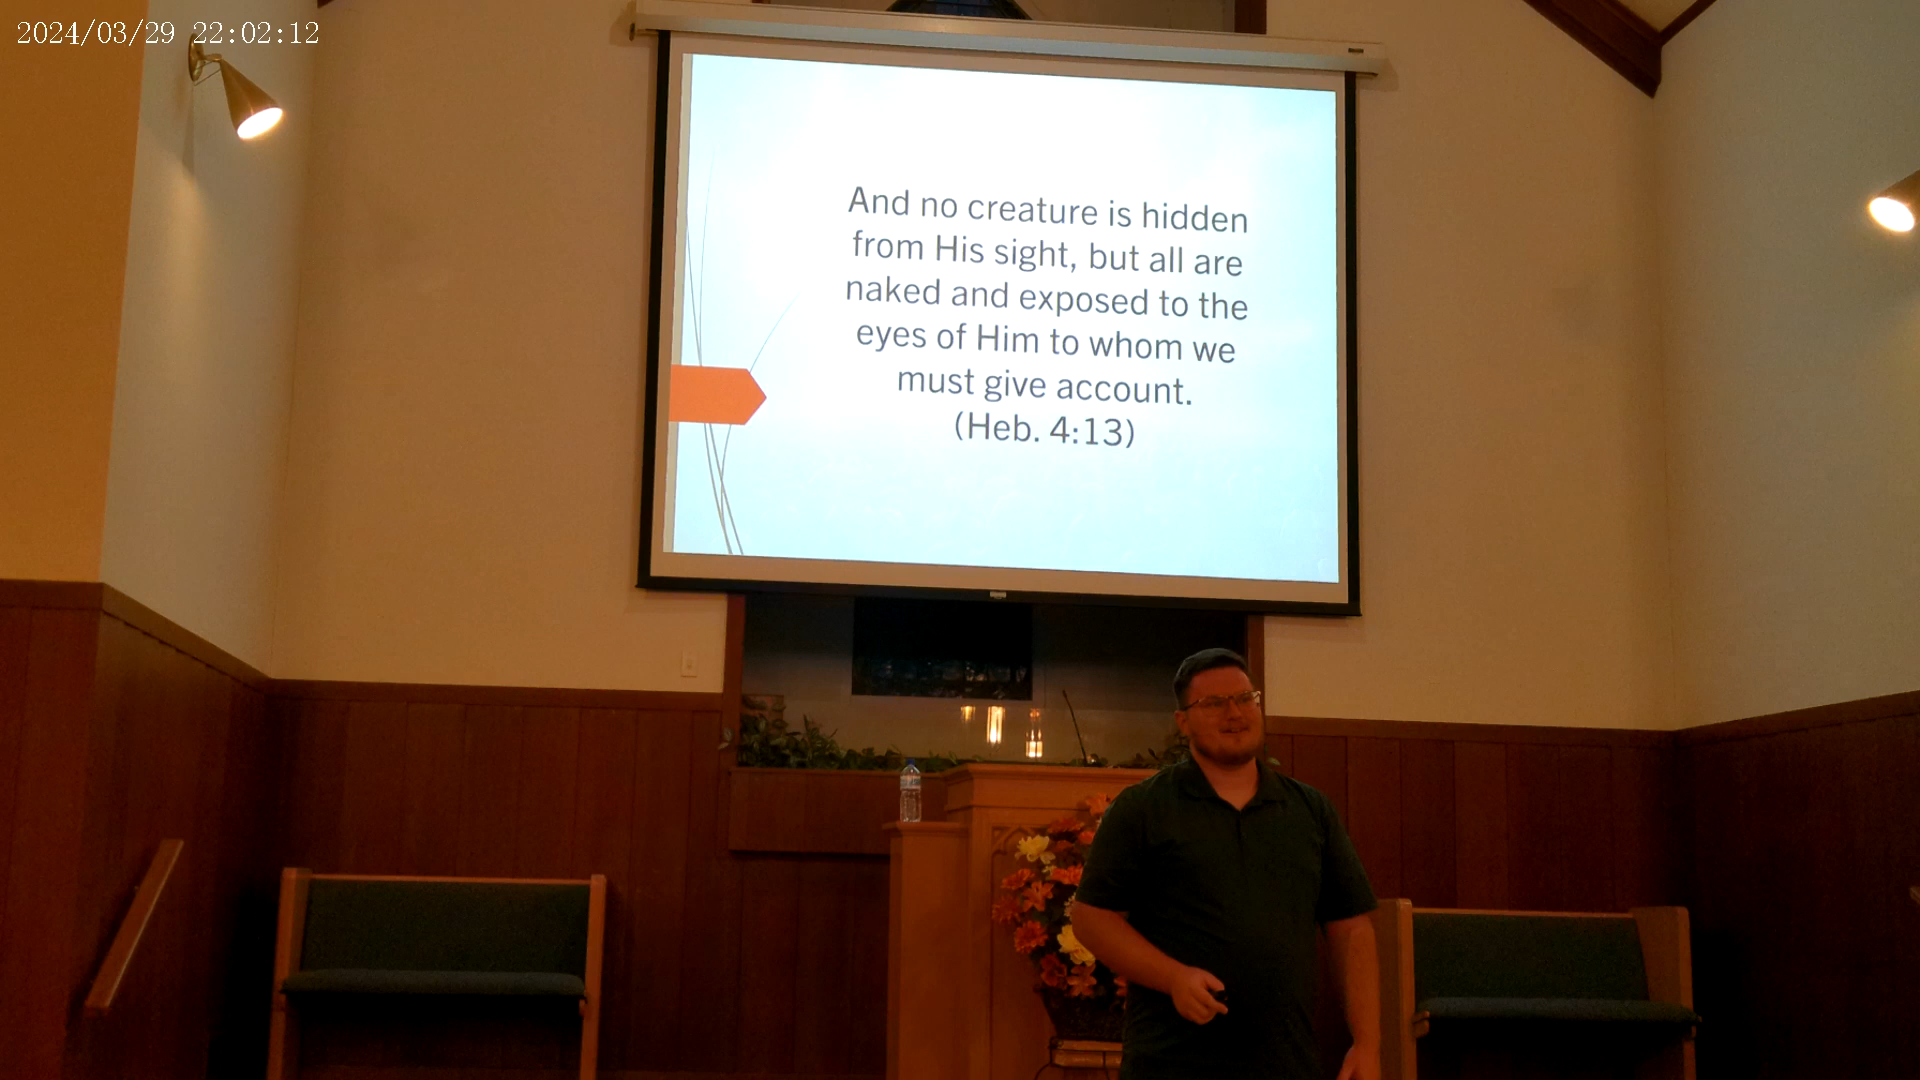 2024/03/29 22:02:12
And no creature is hidden
from His sight, but all are
naked and exposed to the
eyes of Him to whom we
must give account.
(Heb. 4:13)